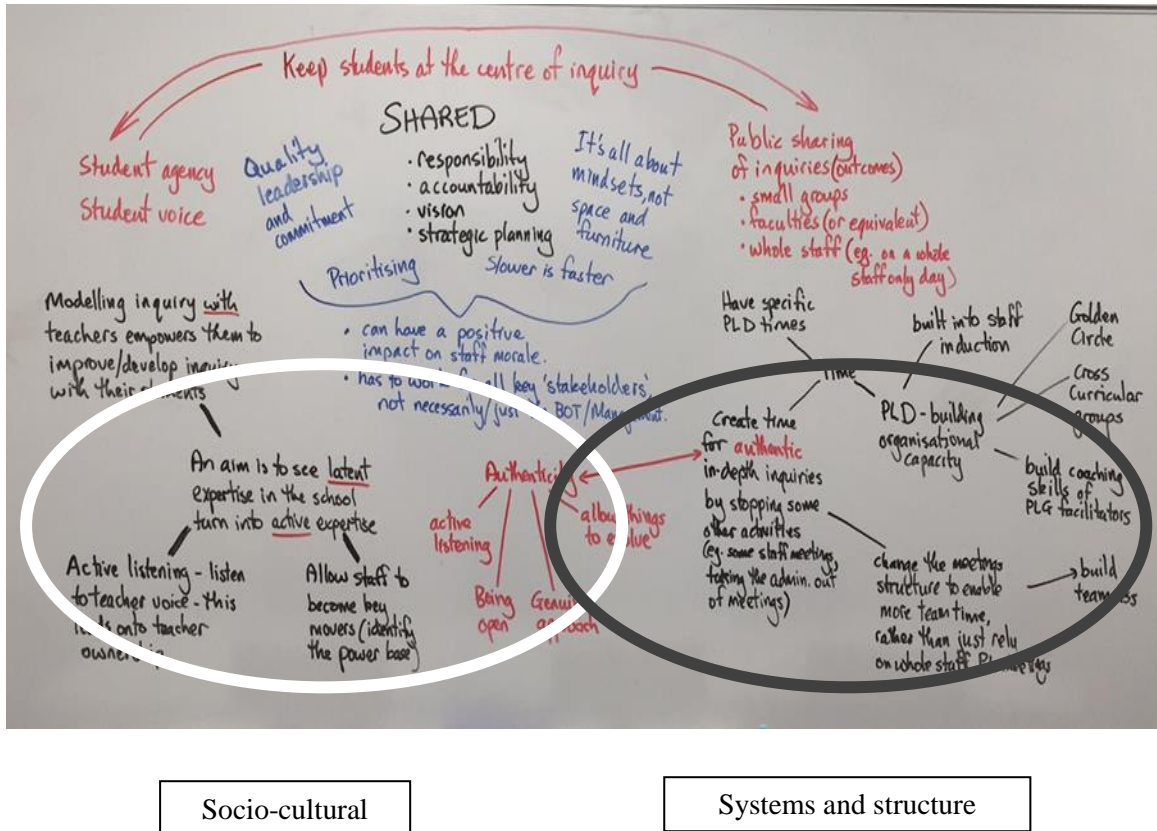 Keep students at the centre of inquiry
Student agency
Student voice
Quality
leadership
and
commitment
SHARED
· responsibility
· accountability
· vision
· strategic planning
It's all about
mindsets, not
space and
furniture
Prioritising
Slower is faster
Public sharing
of inquiries (outcomes)
· small groups
· faculties (or equivalent)
· whole staff (eg. on a whole
staff only day)
Modelling inquiry with
teachers empowers them to
improve/develop inquiry
with their
· can have a positive
impact on staff morale.
· has to work all key 'stakeholders',
not necessarily/just BOT/Management.
Have specific
PLD times
built into staff
induction
Golden
Circle
Cross
Curricular
groups
Time
PLD - building
organisational
capacity
build coaching
skills of
PLG facilitators
Create time
for authentic
in-depth inquiries
by stopping some
other activities
(eg. some staff meetings,
taking the admin. out
of meetings)
change the meetings
structure to enable
more team time,
rather than just rely
on whole staff
build
An aim is to see latent
expertise in the school
turn into active expertise
Active listening - listen
to teacher voice - this
onto teacher
ownership
Allow staff to
become key
movers (identify
the power base)
Authenticity
active
listening
Being
open
Genuine
approach
allow things
to evolve
Socio-cultural
Systems and structure